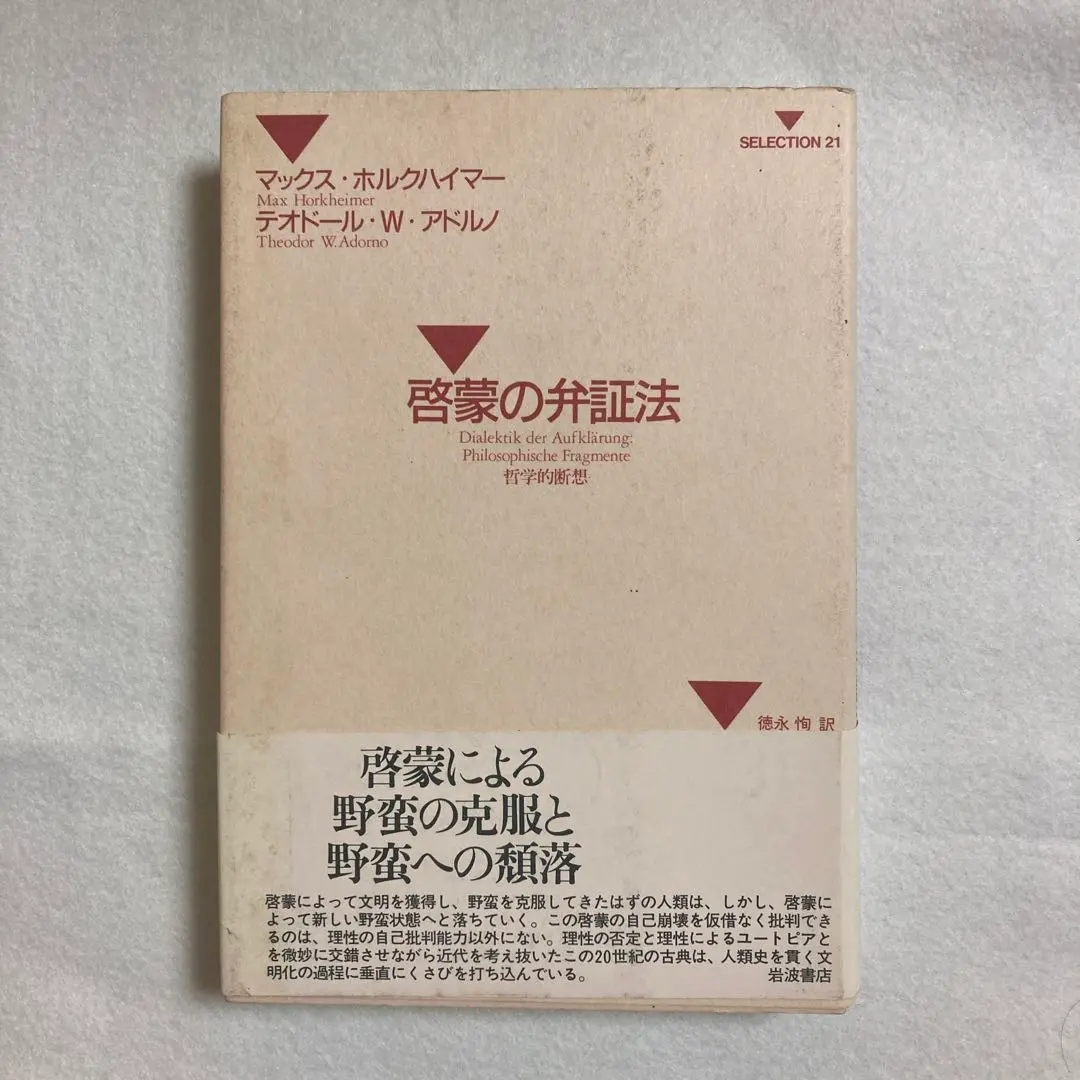 SELECTION 21
マックス・ホルクハイマー
Max Horkheimer
テオドール・W・アドルノ
Theodor W. Adorno
啓蒙の弁証法
Dialektik der Aufklärung:
Philosophische Fragmente
哲学的断想
徳永 恂 訳
啓蒙による
野蛮の克服と
野蛮への頽落
啓蒙によって文明を獲得し、野蛮を克服してきたはずの人類は、しかし、啓蒙に
よって新しい野蛮状態へと落ちていく。この啓蒙の自己崩壊を仮借なく批判でき
るのは、理性の自己批判能力以外にない。理性の否定と理性によるユートピアと
を微妙に交錯させながら近代を考え抜いたこの20世紀の古典は、人類史を貫く文
明化の過程に垂直にくさびを打ち込んでいる。 岩波書店